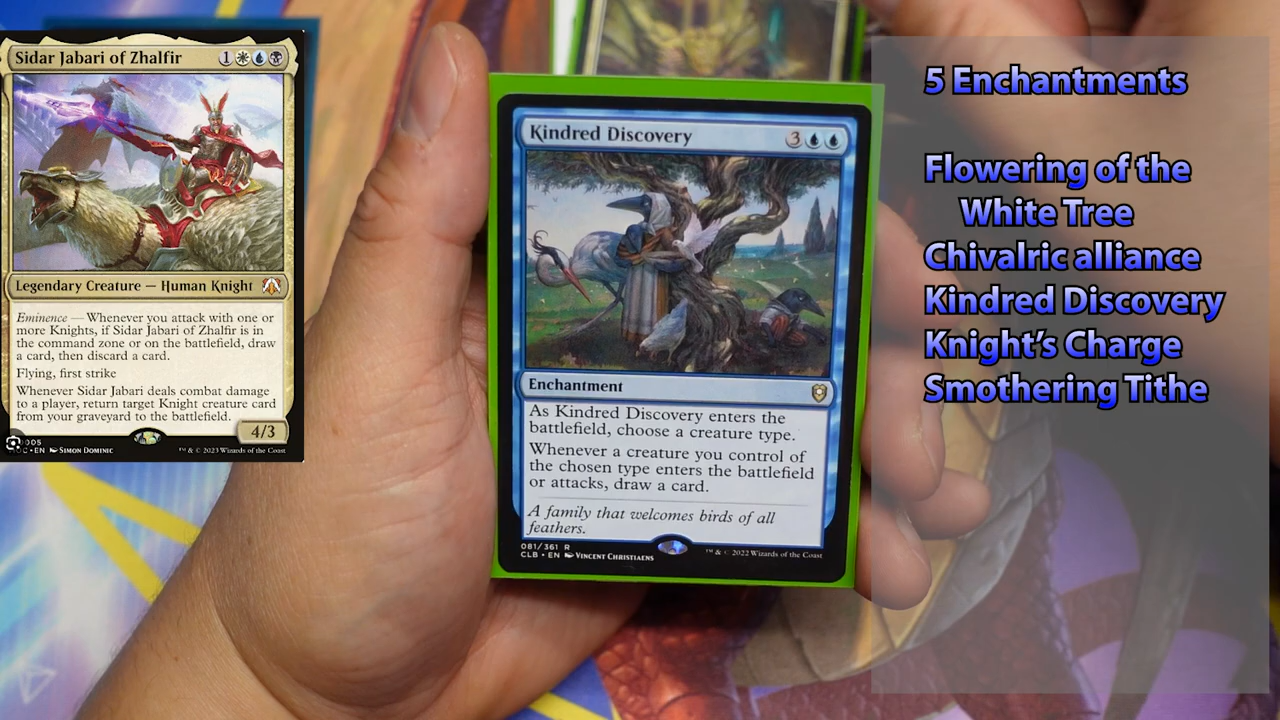 Sidar Jabari of Zhalfir 1
Legendary Creature — Human Knight
Eminence — Whenever you attack with one or
more Knights, if Sidar Jabari of Zhalfir is in
the command zone or on the battlefield, draw
a card, then discard a card.
Flying, first strike
Whenever Sidar Jabari deals combat damage
to a player, return target Knight creature card
from your graveyard to the battlefield.
4/3
EN SIMON DOMINIC ™ & © 2023 Wizards of the Coast
Kindred Discovery 3
Enchantment
As Kindred Discovery enters the
battlefield, choose a creature type.
Whenever a creature you control of
the chosen type enters the battlefield
or attacks, draw a card.
A family that welcomes birds of all
feathers.
081/361 R
CLB • EN VINCENT CHRISTIAENS ™ & © 2022 Wizards of the Coast
5 Enchantments
Flowering of the
White Tree
Chivalric alliance
Kindred Discovery
Knight's Charge
Smothering Tithe